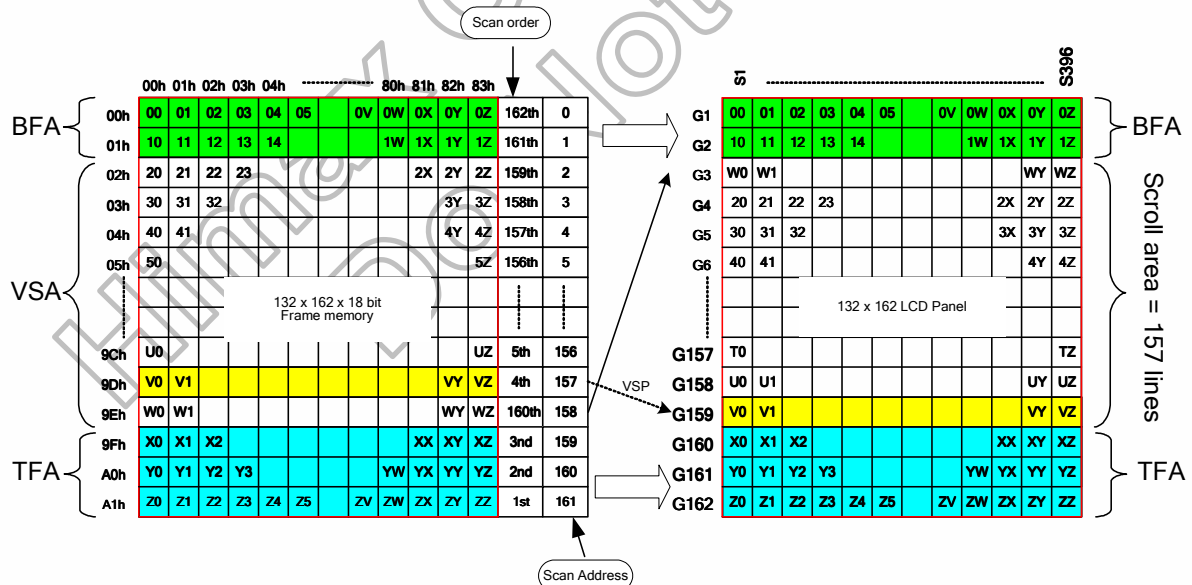 Scan order
00h 01h 02h 03h 04h 80h 81h 82h 83h
S1 S396
BFA
00h 00 01 02 03 04 05 0V 0W 0X 0Y 0Z 162th 0
01h 10 11 12 13 14 1W 1X 1Y 1Z 161th 1
VSA
02h 20 21 22 23 2X 2Y 2Z 159th 2
03h 30 31 32 3Y 3Z 158th 3
04h 40 41 4Y 4Z 157th 4
05h 50 5Z 156th 5
132 x 162 x 18 bit
Frame memory
9Ch U0 UZ 5th 156
9Dh V0 V1 VY VZ 4th 157
9Eh W0 W1 WY WZ 160th 158
TFA
9Fh X0 X1 X2 XX XY XZ 3nd 159
A0h Y0 Y1 Y2 Y3 YW YX YY YZ 2nd 160
A1h Z0 Z1 Z2 Z3 Z4 Z5 ZV ZW ZX ZY ZZ 1st 161
Scan Address
VSP
G1 00 01 02 03 04 05 0V 0W 0X 0Y 0Z
G2 10 11 12 13 14 1W 1X 1Y 1Z
BFA
G3 W0 W1 WY WZ
G4 20 21 22 23 2X 2Y 2Z
G5 30 31 32 3X 3Y 3Z
G6 40 41 4Y 4Z
132 x 162 LCD Panel
G157 T0 TZ
G158 U0 U1 UY UZ
G159 V0 V1 VY VZ
Scroll area = 157 lines
G160 X0 X1 X2 XX XY XZ
G161 Y0 Y1 Y2 Y3 YW YX YY YZ
G162 Z0 Z1 Z2 Z3 Z4 Z5 ZV ZW ZX ZY ZZ
TFA
Himax
Do